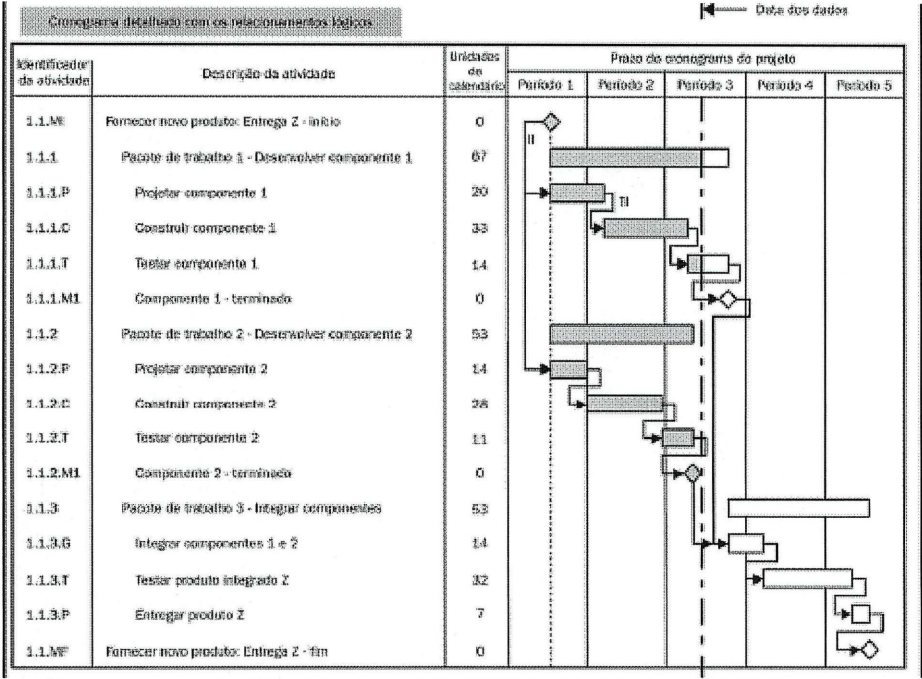 Cronograma detalhado com os relacionamentos lógicos
Data dos dados
Identificador da atividade
Descrição da atividade
Unidades de calendário
Prazo do cronograma do projeto
Período 1 Período 2 Período 3 Período 4 Período 5
1.1.MI Fornecer novo produto: Entrega Z - início 0
II
1.1.1 Pacote de trabalho 1 - Desenvolver componente 1 67
1.1.1.P Projetar componente 1 20
TI
1.1.1.C Construir componente 1 33
1.1.1.T Testar componente 1 14
1.1.1.M1 Componente 1 - terminado 0
1.1.2 Pacote de trabalho 2 - Desenvolver componente 2 53
1.1.2.P Projetar componente 2 14
1.1.2.C Construir componente 2 28
1.1.2.T Testar componente 2 11
1.1.2.M1 Componente 2 - terminado 0
1.1.3 Pacote de trabalho 3 - Integrar componentes 53
1.1.3.G Integrar componentes 1 e 2 14
1.1.3.T Testar produto integrado Z 32
1.1.3.P Entregar produto Z 7
1.1.MF Fornecer novo produto: Entrega Z - fim 0